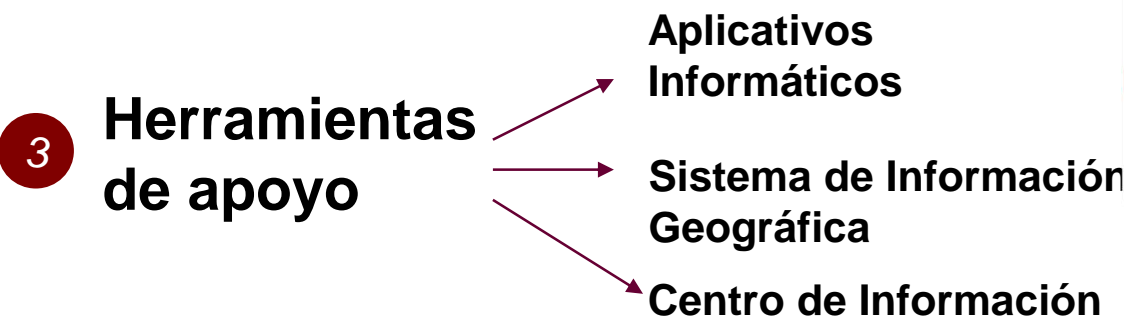 3
Herramientas
de apoyo
Aplicativos
Informáticos
Sistema de Información
Geográfica
Centro de Información